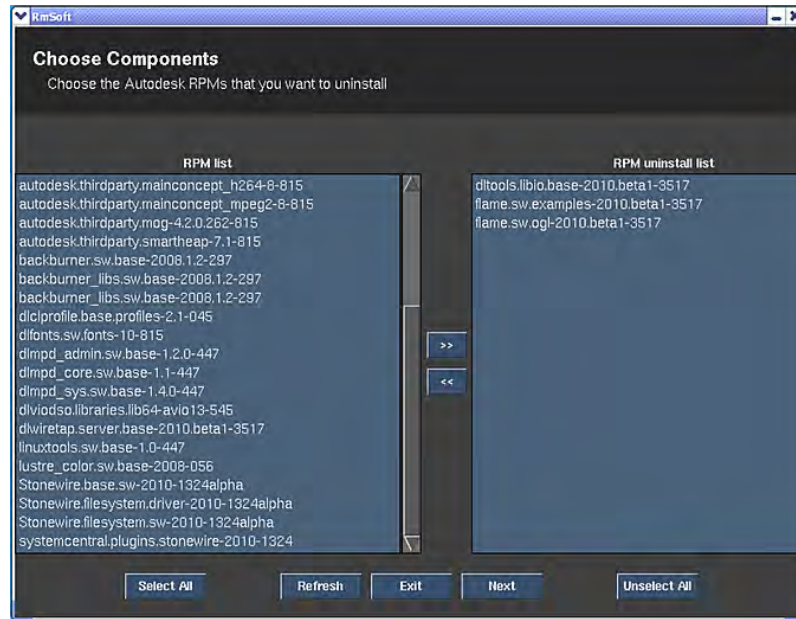 RmSoft
Choose Components
Choose the Autodesk RPMs that you want to uninstall
RPM list
autodesk.thirdparty.mainconcept_h264-8-815
autodesk.thirdparty.mainconcept_mpeg2-8-815
autodesk.thirdparty.mog-4.2.0.262-815
autodesk.thirdparty.smartheap-7.1-815
backburner.sw.base-2008.1.2-297
backburner_libs.sw.base-2008.1.2-297
backburner_libs.sw.base-2008.1.2-297
dlclprofile.base.profiles-2.1-045
dlfonts.sw.fonts-10-815
dlmpd_admin.sw.base-1.2.0-447
dlmpd_core.sw.base-1.1-447
dlmpd_sys.sw.base-1.4.0-447
dlviodso.libraries.lib64-avio13-545
dlwiretap.server.base-2010.beta1-3517
linuxtools.sw.base-1.0-447
lustre_color.sw.base-2008-056
Stonewire.base.sw-2010-1324alpha
Stonewire.filesystem.driver-2010-1324alpha
Stonewire.filesystem.sw-2010-1324alpha
systemcentral.plugins.stonewire-2010-1324
>>
<<
RPM uninstall list
dltools.libio.base-2010.beta1-3517
flame.sw.examples-2010.beta1-3517
flame.sw.ogl-2010.beta1-3517
Select All
Refresh
Exit
Next
Unselect All